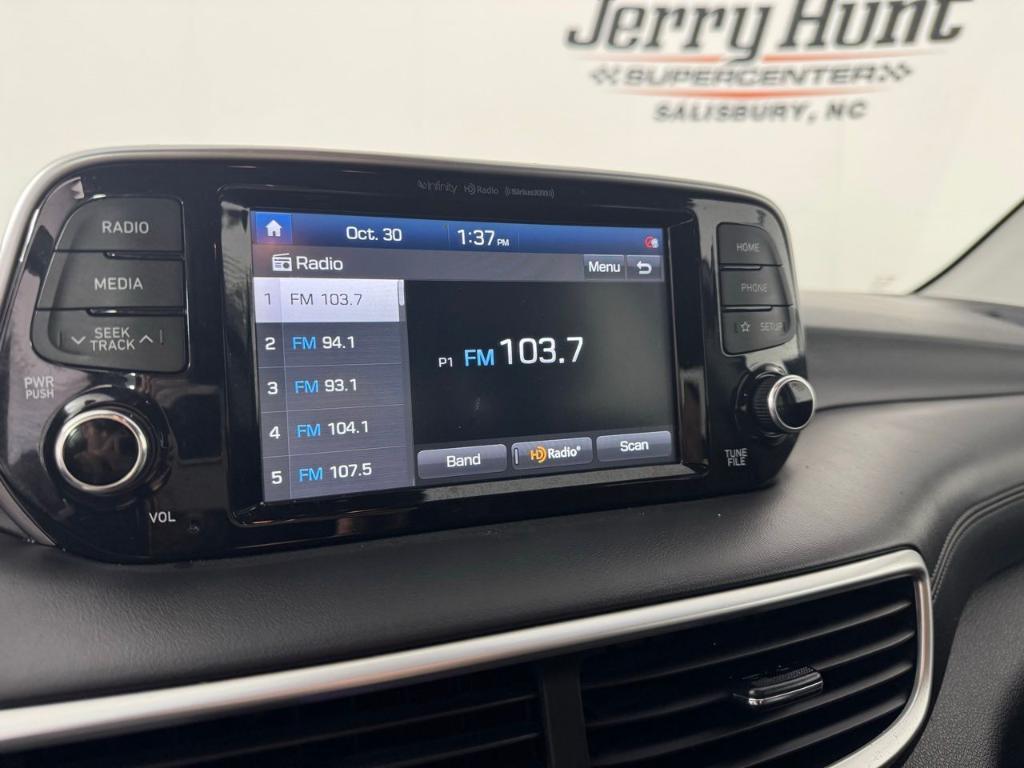 Jerry Hunt
SUPERCENTER
SALISBURY, NC
infinity HD Radio ((SiriusXM))
RADIO
MEDIA
SEEK
TRACK
PWR
PUSH
VOL
Oct. 30 1:37 PM
Radio Menu
1 FM 103.7
2 FM 94.1
3 FM 93.1
4 FM 104.1
5 FM 107.5
P1 FM 103.7
Band HD Radio® Scan
HOME
PHONE
☆ SETUP
TUNE
FILE